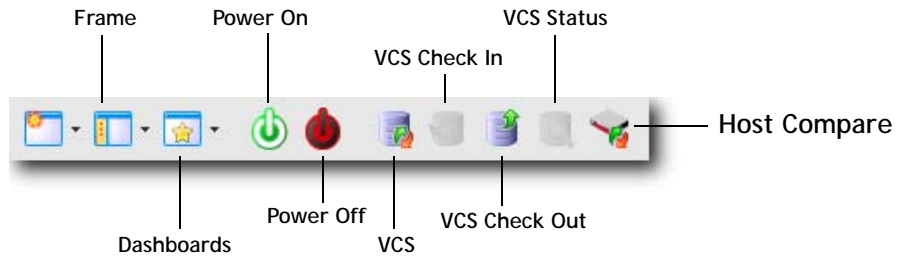 Frame
Power On
VCS Status
VCS Check In
Host Compare
Power Off
VCS Check Out
Dashboards
VCS